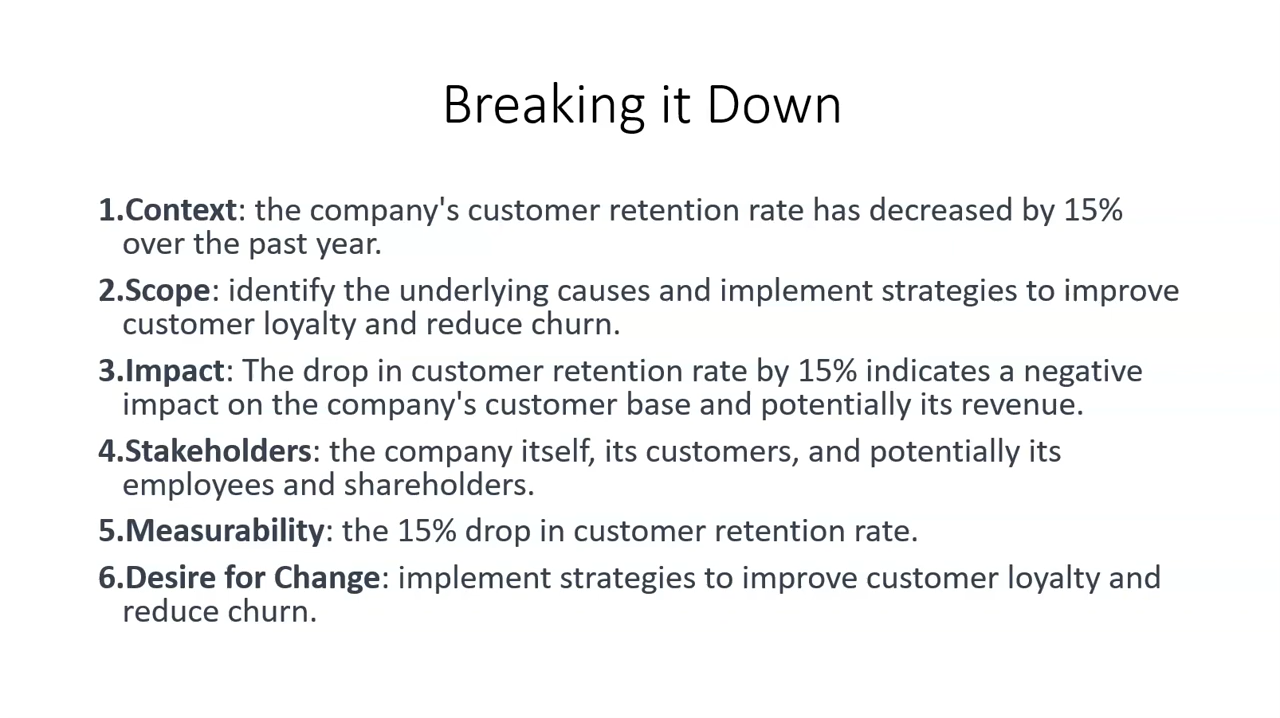 Breaking it Down
1.Context: the company's customer retention rate has decreased by 15%
over the past year.
2.Scope: identify the underlying causes and implement strategies to improve
customer loyalty and reduce churn.
3.Impact: The drop in customer retention rate by 15% indicates a negative
impact on the company's customer base and potentially its revenue.
4.Stakeholders: the company itself, its customers, and potentially its
employees and shareholders.
5.Measurability: the 15% drop in customer retention rate.
6.Desire for Change: implement strategies to improve customer loyalty and
reduce churn.